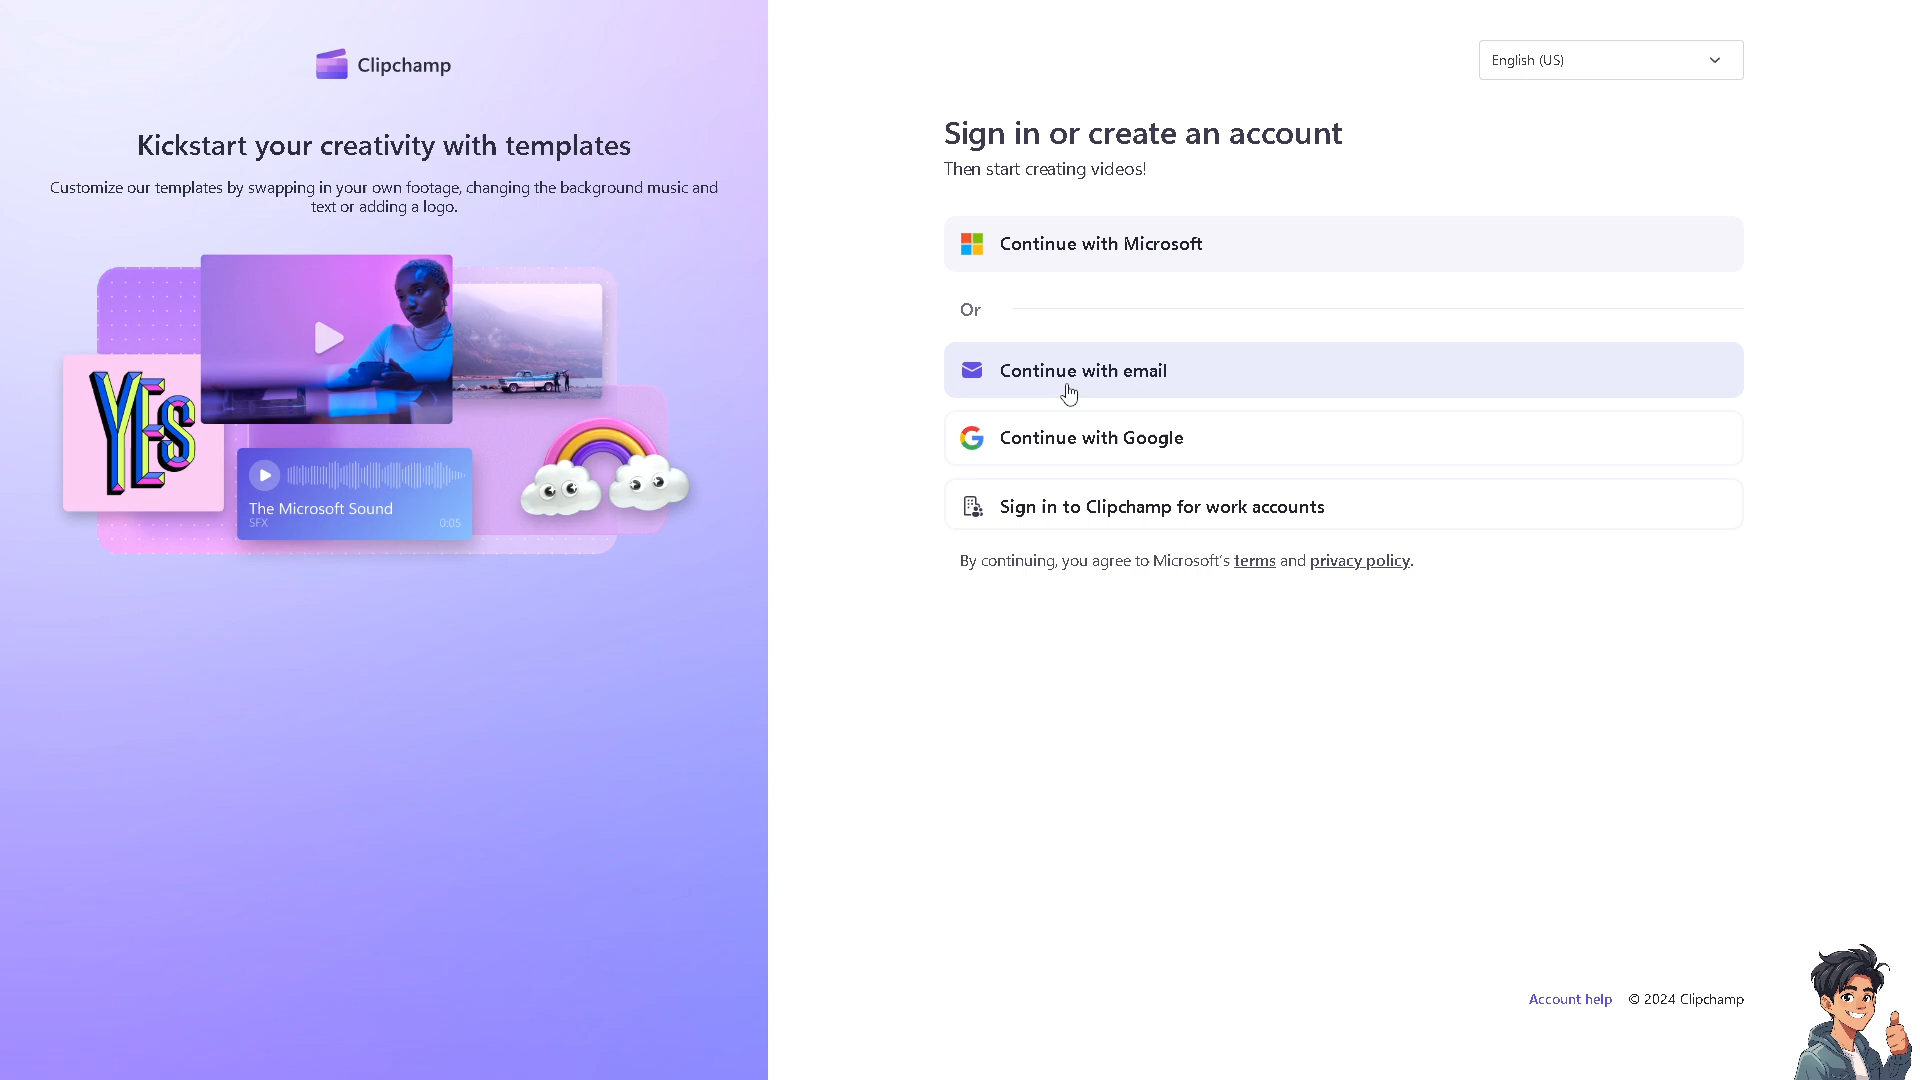 Clipchamp
Kickstart your creativity with templates
Customize our templates by swapping in your own footage, changing the background music and
text or adding a logo.
YES
The Microsoft Sound
SFX
0:05
English (US)
Sign in or create an account
Then start creating videos!
Continue with Microsoft
Or
Continue with email
Continue with Google
Sign in to Clipchamp for work accounts
By continuing, you agree to Microsoft's terms and privacy policy.
Account help
© 2024 Clipchamp